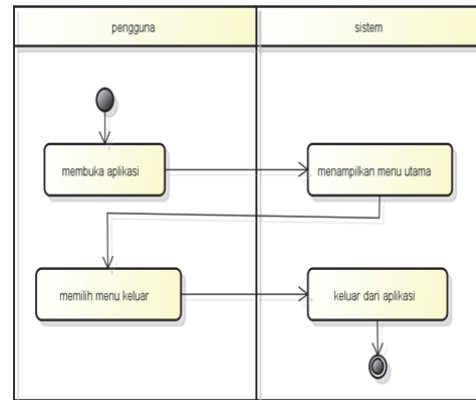 pengguna
sistem
membuka aplikasi
menampilkan menu utama
memilih menu keluar
keluar dari aplikasi